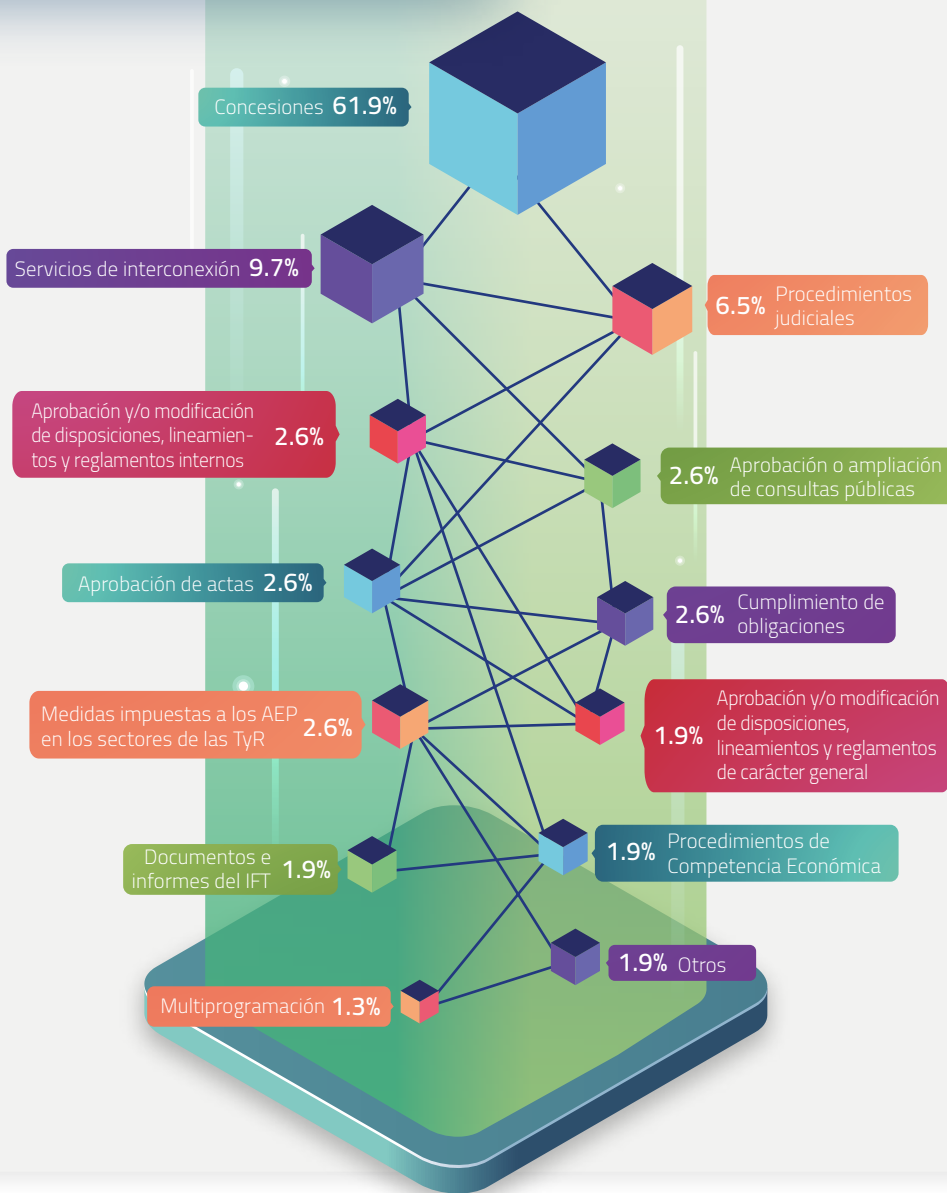 Concesiones 61.9%
Servicios de interconexión 9.7%
6.5% Procedimientos
judiciales
Aprobación y/o modificación
de disposiciones, lineamien-
tos y reglamentos internos
2.6%
2.6% Aprobación o ampliación
de consultas públicas
Aprobación de actas 2.6%
2.6% Cumplimiento de
obligaciones
Medidas impuestas a los AEP
en los sectores de las TyR
2.6%
1.9%
Aprobación y/o modificación
de disposiciones,
lineamientos y reglamentos
de carácter general
Documentos e
informes del IFT
1.9%
1.9% Procedimientos de
Competencia Económica
1.9% Otros
Multiprogramación 1.3%